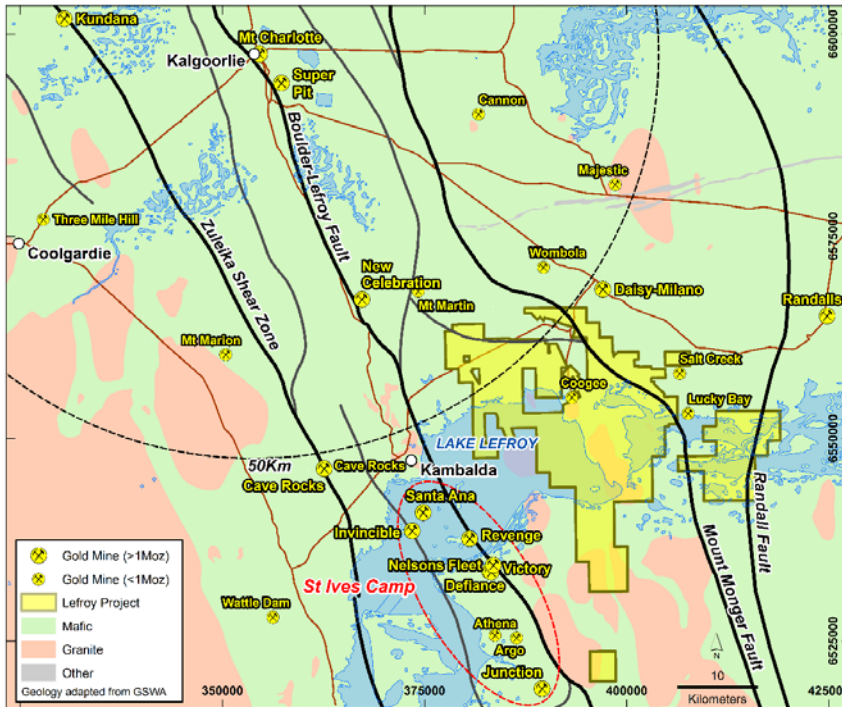 Kundana
Mt Charlotte
Kalgoorlie
Super
Pit
Cannon
6600000
Majestic
Boulder-Lefroy Fault
Three Mile Hill
Coolgardie
Zuleika Shear Zone
New
Celebration
Mt Martin
Wombola
Daisy-Milano
6575000
Randalls
Mt Marion
Salt Creek
Coogee
Lucky Bay
LAKE LEFROY
50Km
Cave Rocks
Cave Rocks
Kambalda
6550000
Randall Fault
Mount Monger Fault
Santa Ana
Invincible
Revenge
Nelsons Fleet
Victory
Defiance
St Ives Camp
Wattle Dam
Athena
Argo
Junction
6525000
Gold Mine (>1Moz)
Gold Mine (<1Moz)
Lefroy Project
Mafic
Granite
Other
Geology adapted from GSWA
N
10
Kilometers
350000
375000
400000
425000